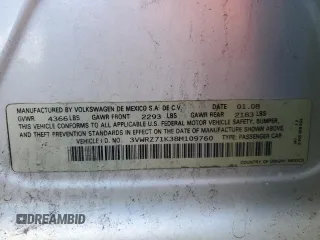 MANUFACTURED BY VOLKSWAGEN DE MEXICO S.A. DE C.V. 01.08
GVWR 4366 LBS GAWR FRONT 2293 LBS GAWR REAR 2183 LBS
THIS VEHICLE CONFORMS TO ALL APPLICABLE U.S. FEDERAL MOTOR VEHICLE SAFETY, BUMPER,
AND THEFT PREVENTION STANDARDS IN EFFECT ON THE DATE OF MANUFACTURE SHOWN ABOVE.
VEHICLE I D. NO. 3VWRZ71K38M109760 TYPE: PASSENGER CAR
DREAMBID